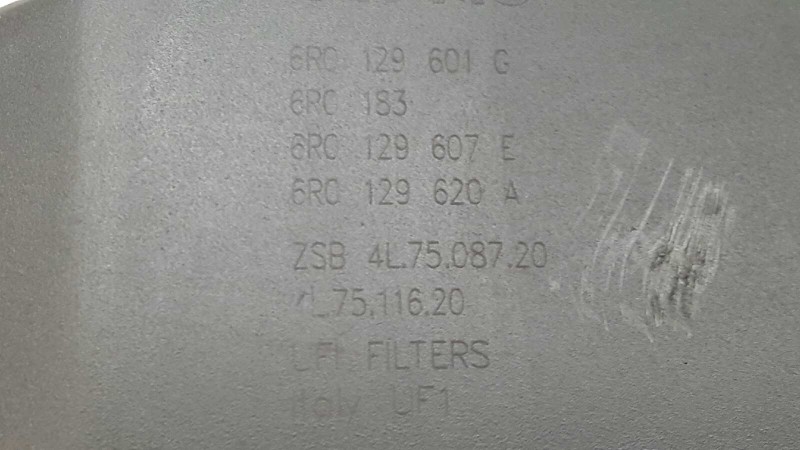 6R0 129 601 G
6R0 183
6R0 129 607 E
6R0 129 620 A
ZSB 4L.75.087.20
4L.75.116.20
UFI FILTERS
Italy UF1